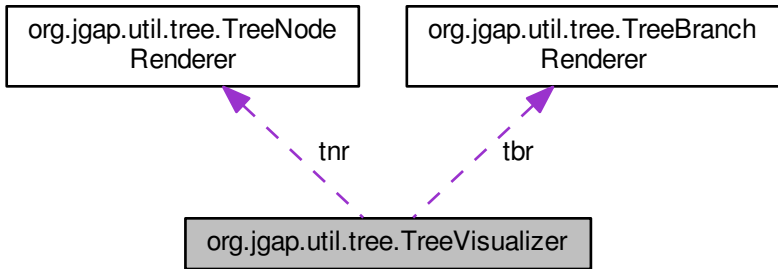 org.jgap.util.tree.TreeNode
Renderer
org.jgap.util.tree.TreeBranch
Renderer
tnr
tbr
org.jgap.util.tree.TreeVisualizer